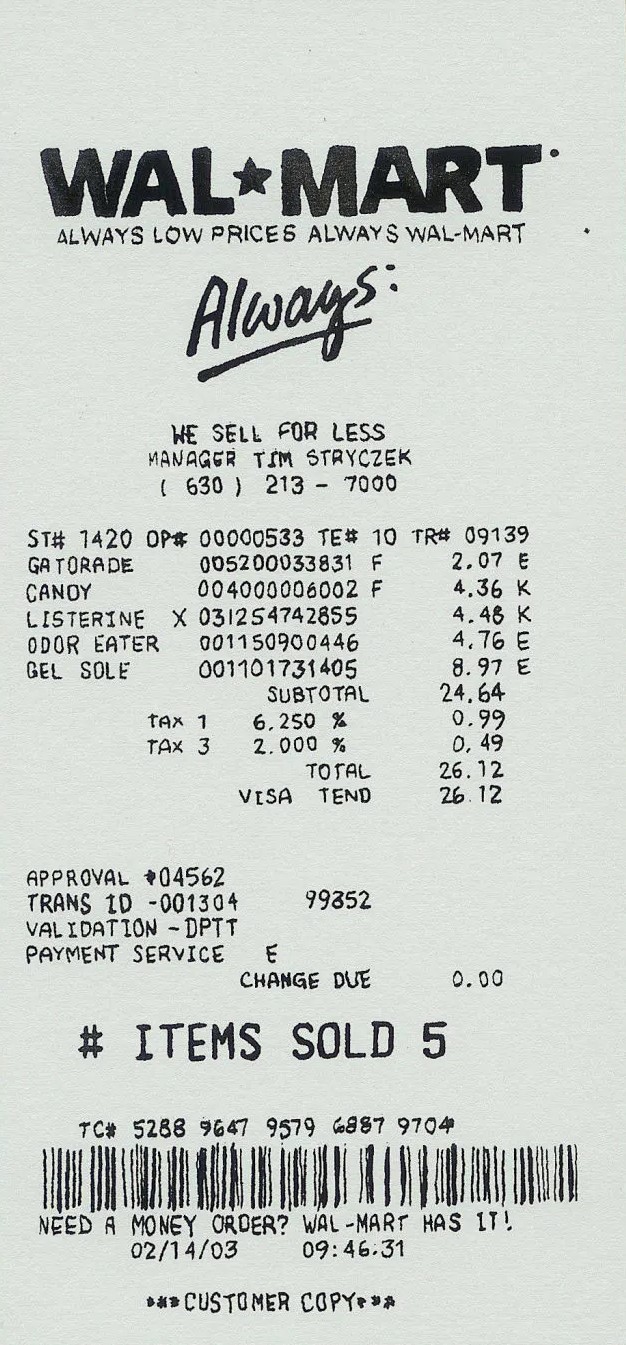 WAL★MART
ALWAYS LOW PRICES ALWAYS WAL-MART
Always:
WE SELL FOR LESS
MANAGER TIM STRYCZEK
( 630 ) 213 - 7000
ST# 1420 OP# 00000533 TE# 10 TR# 09139
GATORADE 005200033831 F 2.07 E
CANDY 004000006002 F 4.36 K
LISTERINE X 031254742855 4.48 K
ODOR EATER 001150900446 4.76 E
GEL SOLE 001101731405 8.97 E
SUBTOTAL 24.64
TAX 1 6.250 % 0.99
TAX 3 2.000 % 0.49
TOTAL 26.12
VISA TEND 26.12
APPROVAL #04562
TRANS ID -001304 99352
VALIDATION - DPTT
PAYMENT SERVICE E
CHANGE DUE 0.00
# ITEMS SOLD 5
TC# 5288 9647 9579 6887 9704
NEED A MONEY ORDER? WAL-MART HAS IT!
02/14/03 09:46:31
***CUSTOMER COPY***